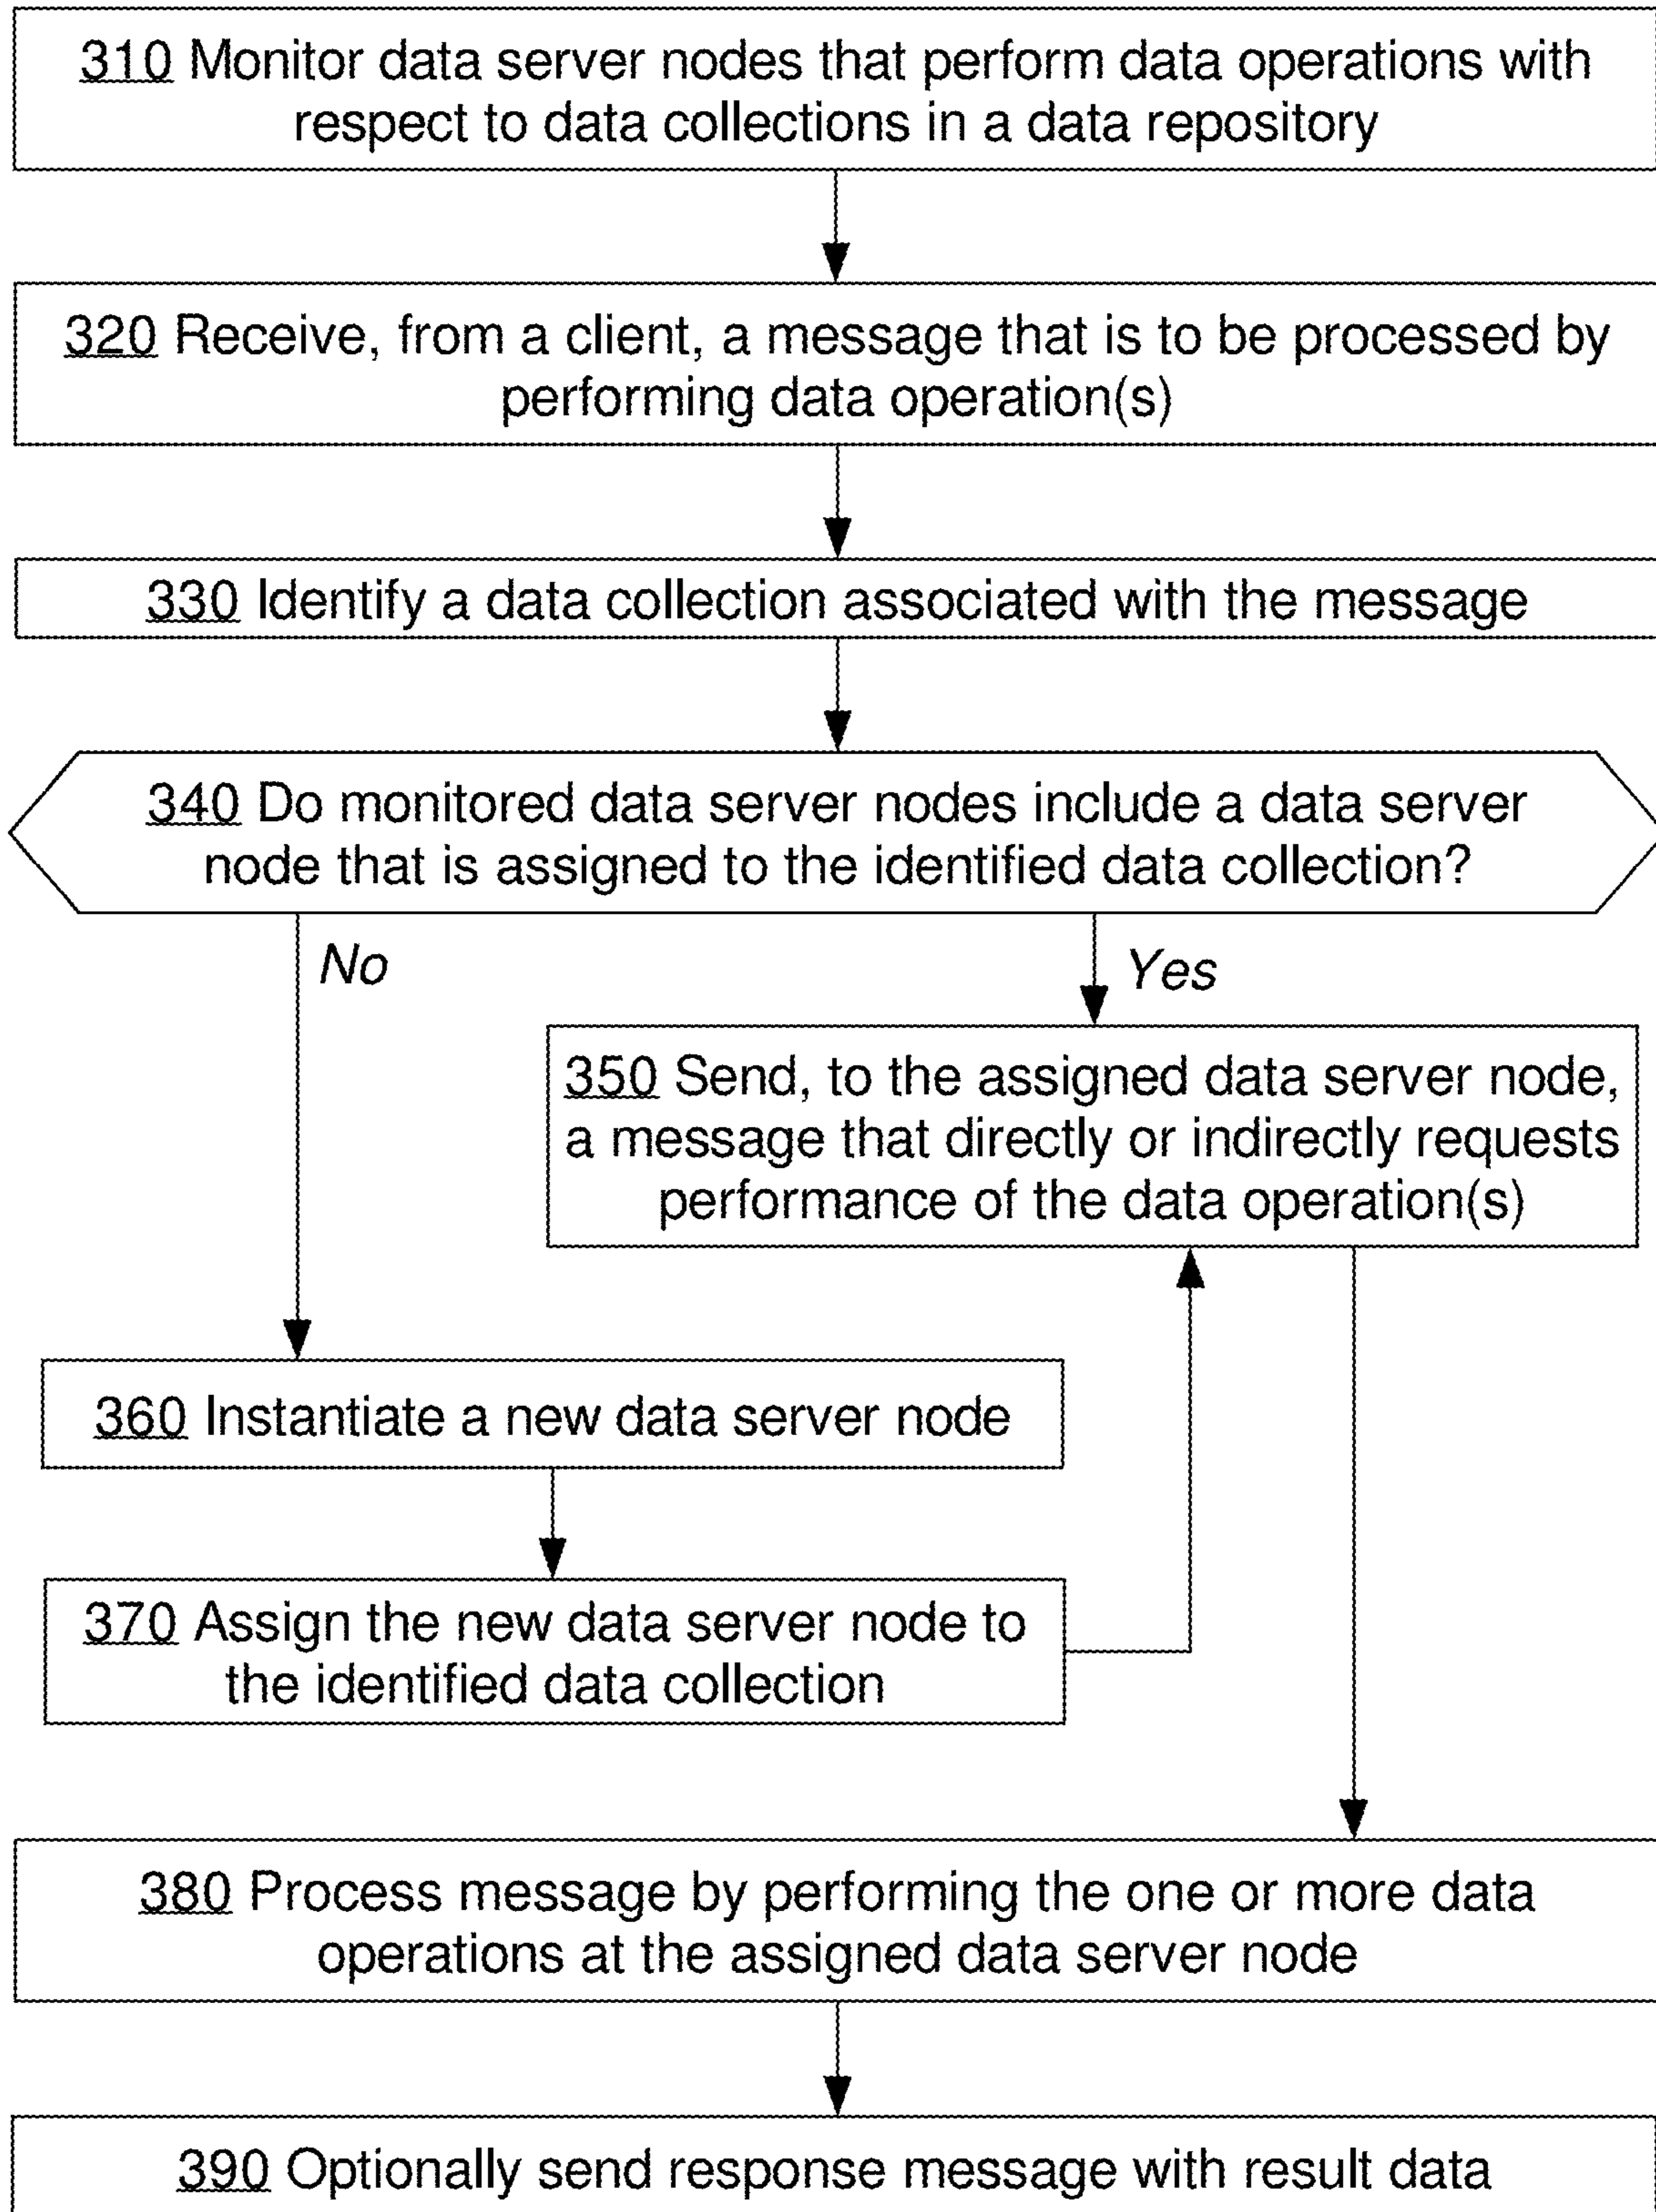 310 Monitor data server nodes that perform data operations with
respect to data collections in a data repository
320 Receive, from a client, a message that is to be processed by
performing data operation(s)
330 Identify a data collection associated with the message
340 Do monitored data server nodes include a data server
node that is assigned to the identified data collection?
No
Yes
350 Send, to the assigned data server node,
a message that directly or indirectly requests
performance of the data operation(s)
360 Instantiate a new data server node
370 Assign the new data server node to
the identified data collection
380 Process message by performing the one or more data
operations at the assigned data server node
390 Optionally send response message with result data